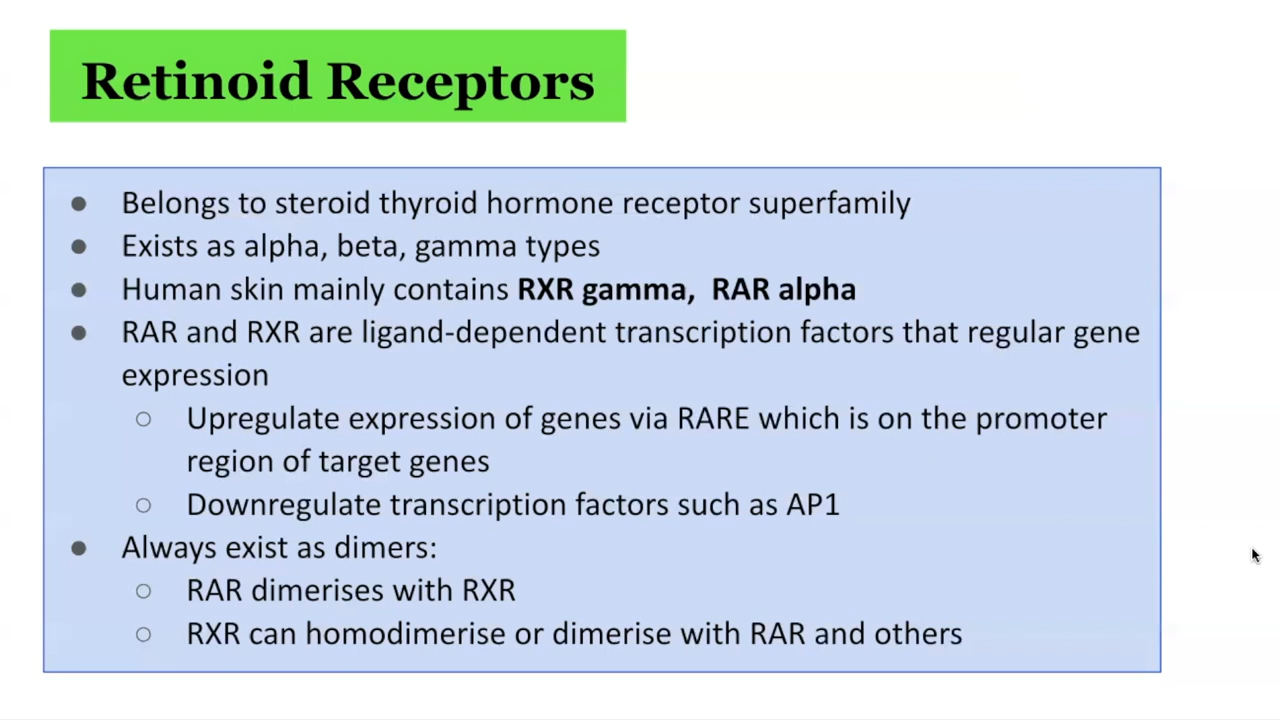 Retinoid Receptors
● Belongs to steroid thyroid hormone receptor superfamily
● Exists as alpha, beta, gamma types
● Human skin mainly contains RXR gamma, RAR alpha
● RAR and RXR are ligand-dependent transcription factors that regular gene
expression
○ Upregulate expression of genes via RARE which is on the promoter
region of target genes
○ Downregulate transcription factors such as AP1
● Always exist as dimers:
○ RAR dimerises with RXR
○ RXR can homodimerise or dimerise with RAR and others